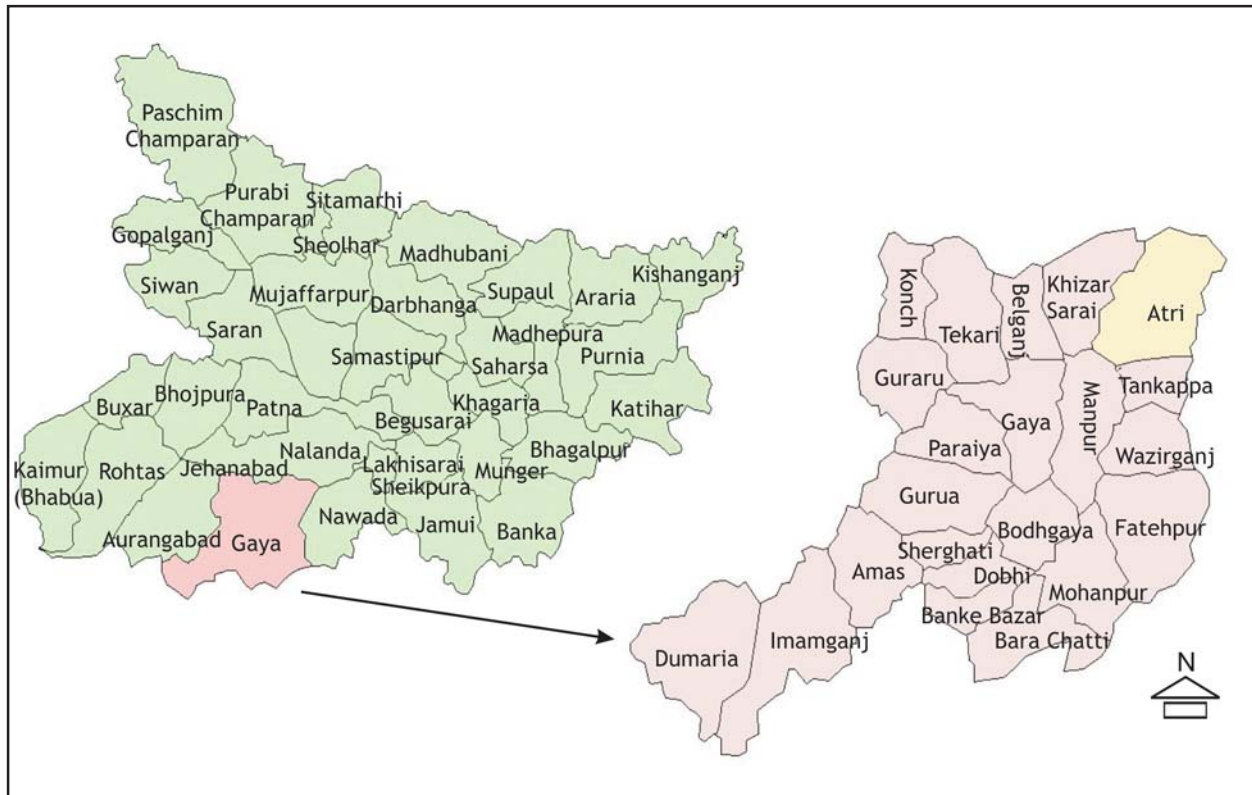 Paschim
Champaran
Purabi
Champaran
Sitamarhi
Gopalganj
Sheolhar
Madhubani
Siwan
Mujaffarpur
Darbhanga
Supaul
Araria
Kishanganj
Saran
Samastipur
Madhepura
Saharsa
Purnia
Buxar
Bhojpura
Patna
Begusarai
Khagaria
Katihar
Kaimur
(Bhabua)
Rohtas
Jehanabad
Nalanda
Lakhisarai
Sheikpura
Munger
Bhagalpur
Aurangabad
Gaya
Nawada
Jamui
Banka
Konch
Tekari
Belganj
Khizar
Sarai
Atri
Guraru
Gaya
Manpur
Tankappa
Paraiya
Wazirganj
Gurua
Bodhgaya
Fatehpur
Amas
Sherghati
Dobhi
Mohanpur
Banke Bazar
Bara Chatti
Imamganj
Dumaria
N